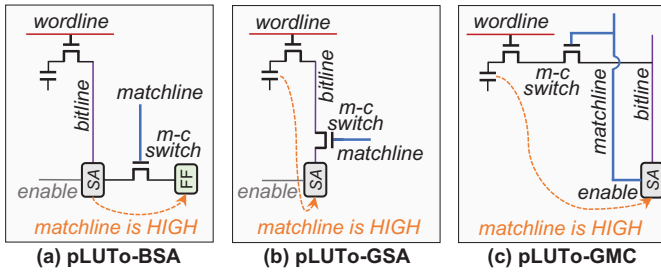 wordline
bitline
matchline
m-c
switch
enable
SA
FF
matchline is HIGH
(a) pLUTo-BSA
wordline
bitline
m-c
switch
matchline
enable
SA
matchline is HIGH
(b) pLUTo-GSA
wordline
m-c
switch
matchline
bitline
enable
SA
matchline is HIGH
(c) pLUTo-GMC